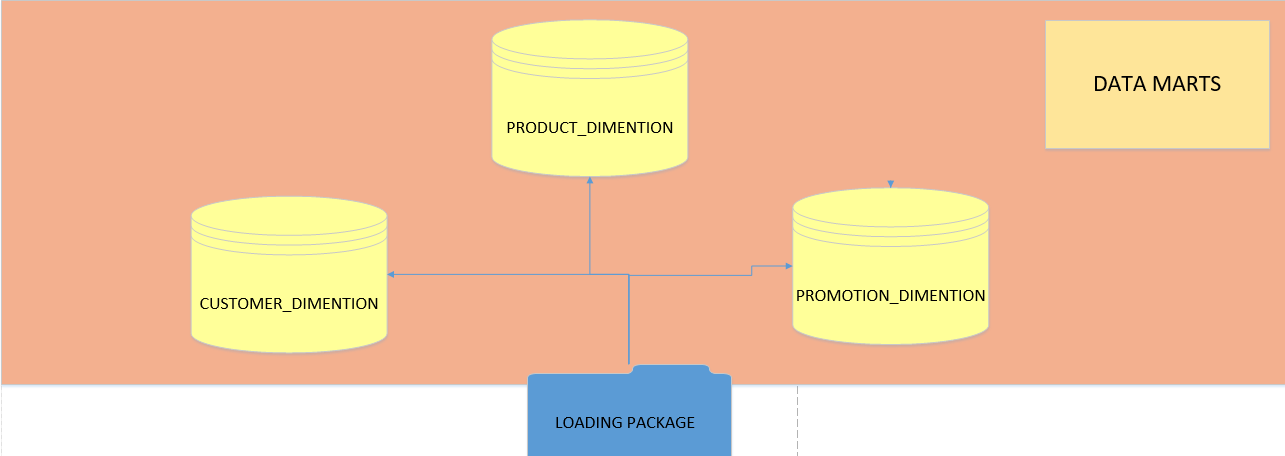 DATA MARTS
PRODUCT_DIMENTION
CUSTOMER_DIMENTION
PROMOTION_DIMENTION
LOADING PACKAGE